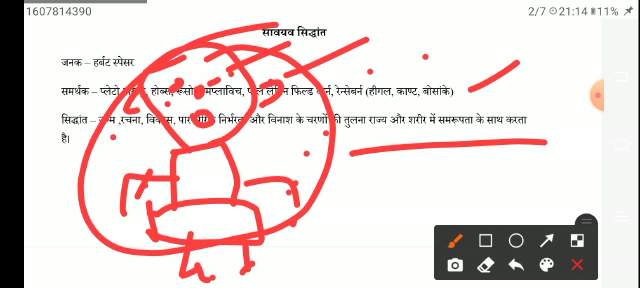 1607814390
2/7 21:14 11%
सावयव सिद्धांत
जनक – हर्बट स्पेसर
समर्थक – प्लेटो होब्स, रूसो लेनि फिल्ड रेन्सेबर्न (हीगल, काण्ट, बोसांके)
सिद्धांत – रचना, निर्भरता और विनाश के चरणों की तुलना राज्य और शरीर में समरूपता के साथ करता
है।